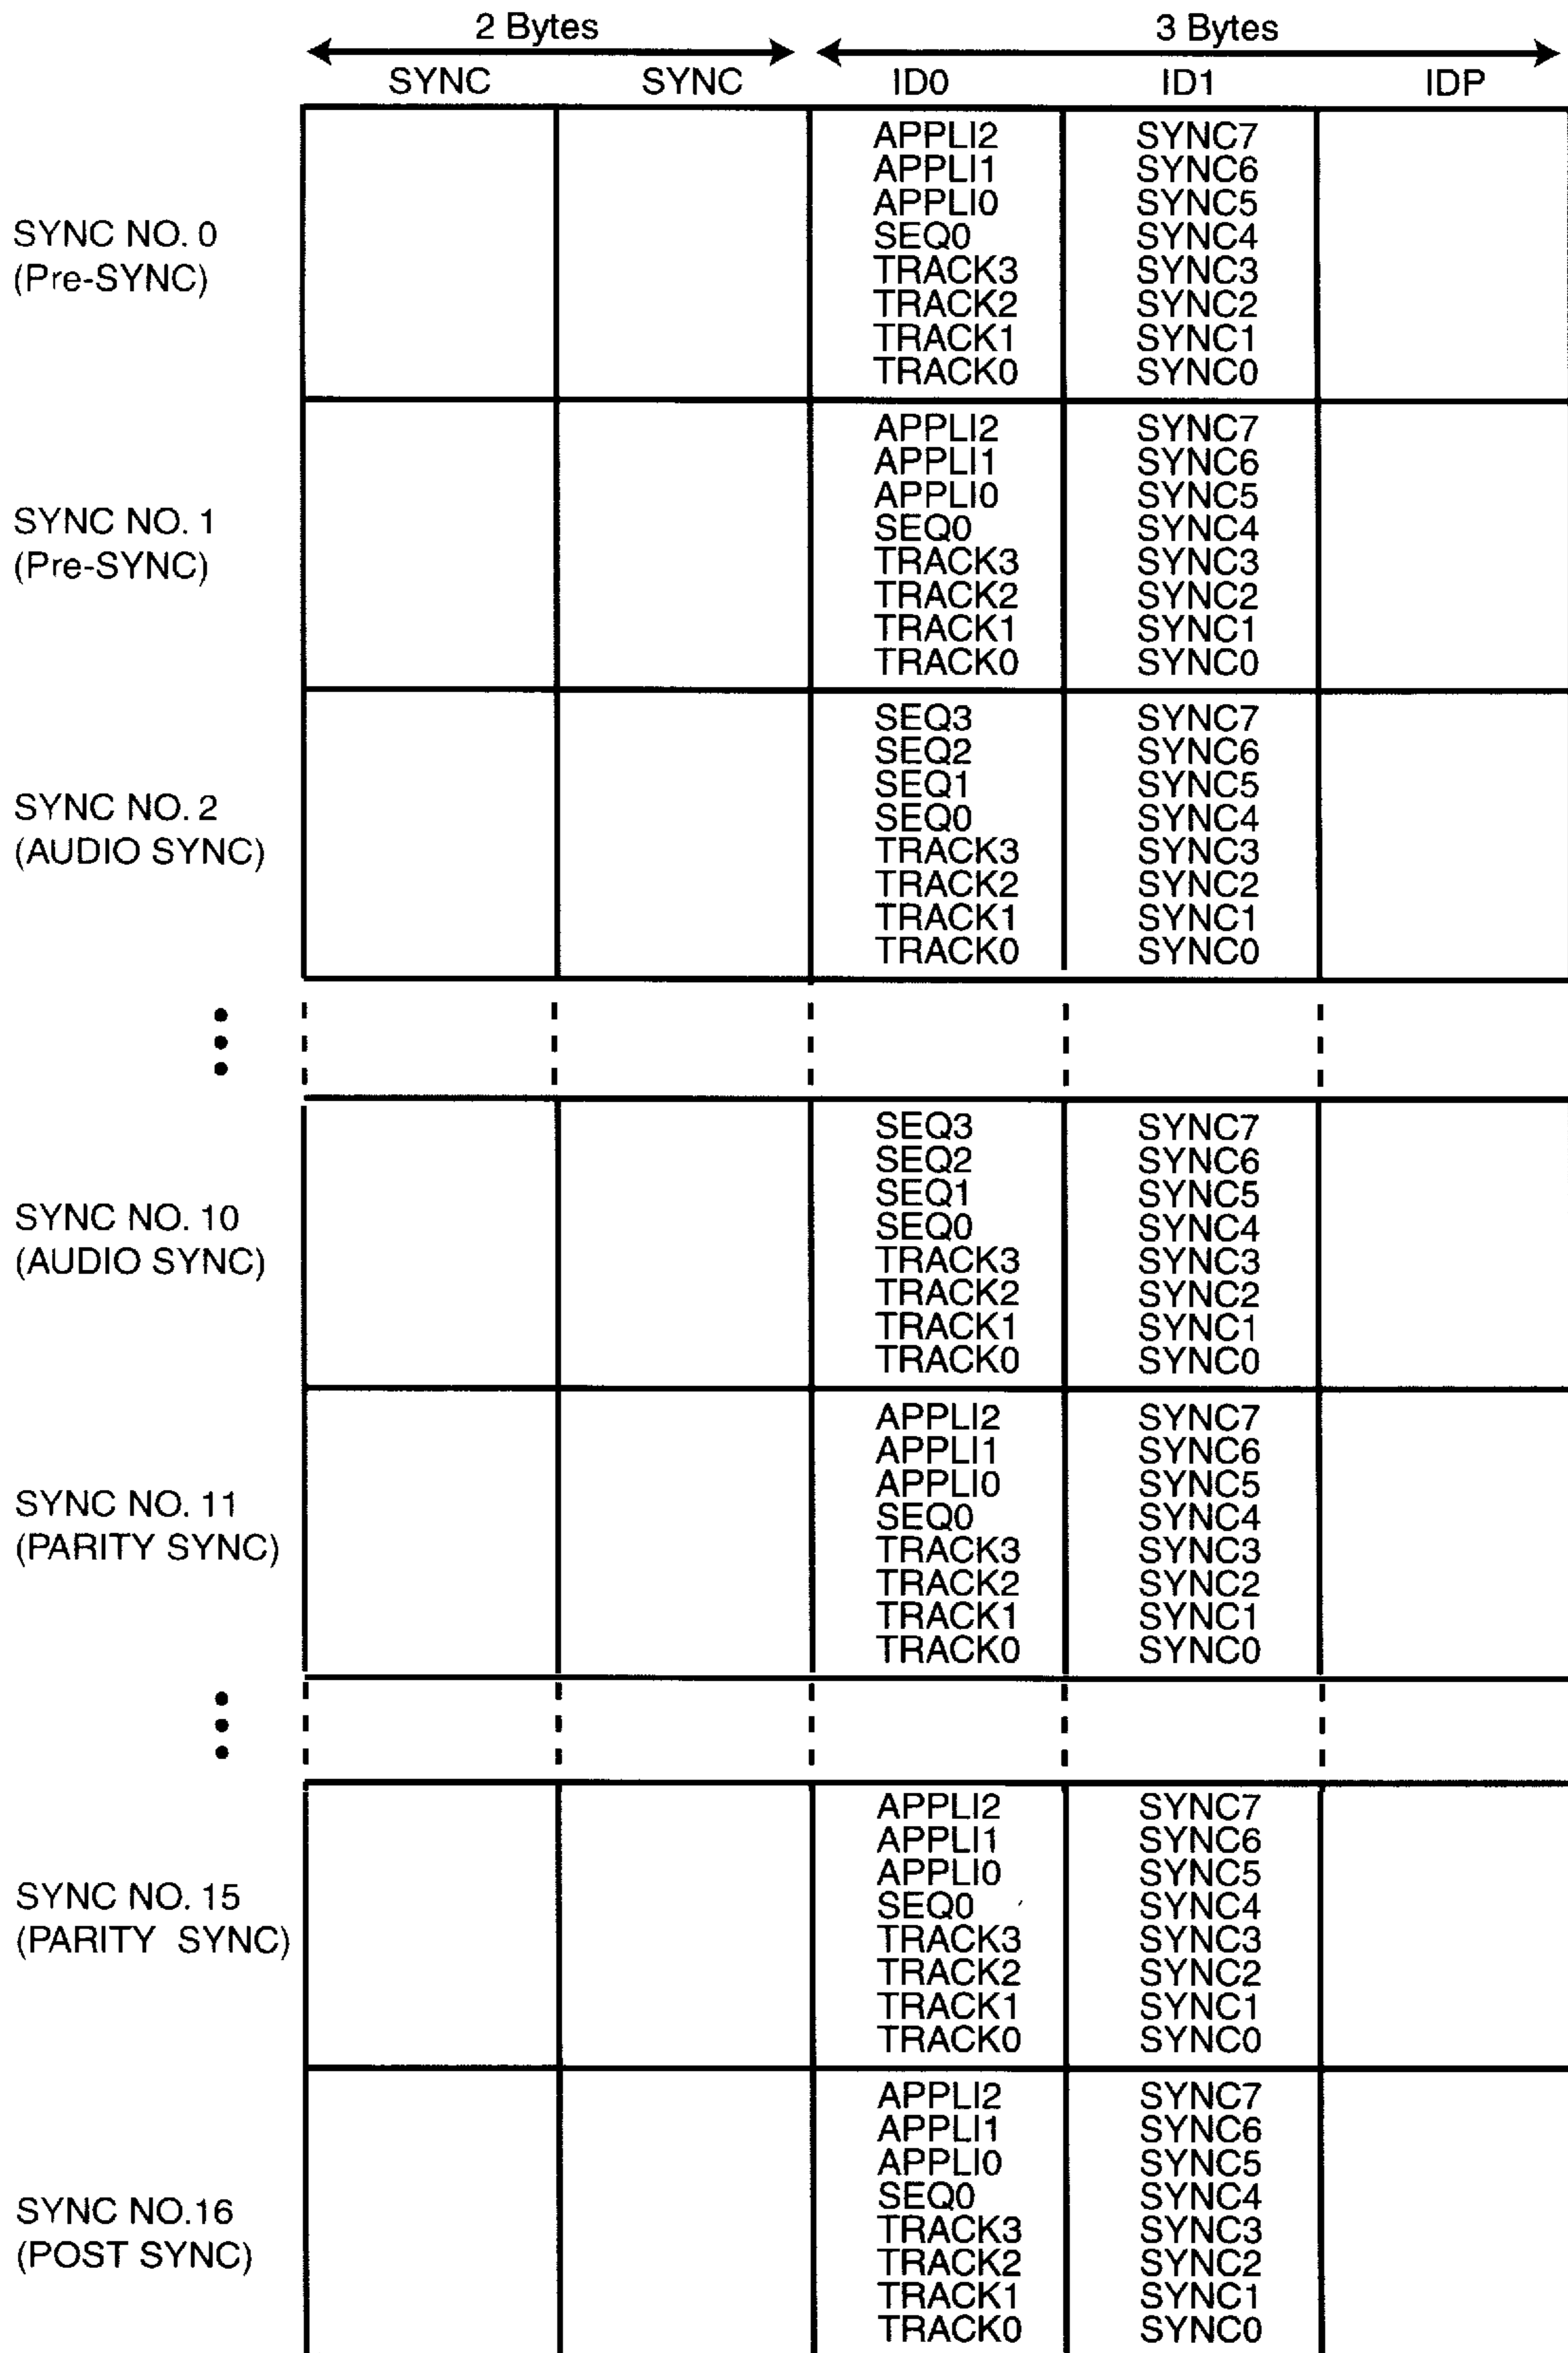 2 Bytes 3 Bytes
SYNC SYNC ID0 ID1 IDP
SYNC NO. 0
(Pre-SYNC)
APPLI2 SYNC7
APPLI1 SYNC6
APPLI0 SYNC5
SEQ0 SYNC4
TRACK3 SYNC3
TRACK2 SYNC2
TRACK1 SYNC1
TRACK0 SYNC0
SYNC NO. 1
(Pre-SYNC)
APPLI2 SYNC7
APPLI1 SYNC6
APPLI0 SYNC5
SEQ0 SYNC4
TRACK3 SYNC3
TRACK2 SYNC2
TRACK1 SYNC1
TRACK0 SYNC0
SYNC NO. 2
(AUDIO SYNC)
SEQ3 SYNC7
SEQ2 SYNC6
SEQ1 SYNC5
SEQ0 SYNC4
TRACK3 SYNC3
TRACK2 SYNC2
TRACK1 SYNC1
TRACK0 SYNC0
SYNC NO. 10
(AUDIO SYNC)
SEQ3 SYNC7
SEQ2 SYNC6
SEQ1 SYNC5
SEQ0 SYNC4
TRACK3 SYNC3
TRACK2 SYNC2
TRACK1 SYNC1
TRACK0 SYNC0
SYNC NO. 11
(PARITY SYNC)
APPLI2 SYNC7
APPLI1 SYNC6
APPLI0 SYNC5
SEQ0 SYNC4
TRACK3 SYNC3
TRACK2 SYNC2
TRACK1 SYNC1
TRACK0 SYNC0
SYNC NO. 15
(PARITY SYNC)
APPLI2 SYNC7
APPLI1 SYNC6
APPLI0 SYNC5
SEQ0 SYNC4
TRACK3 SYNC3
TRACK2 SYNC2
TRACK1 SYNC1
TRACK0 SYNC0
SYNC NO.16
(POST SYNC)
APPLI2 SYNC7
APPLI1 SYNC6
APPLI0 SYNC5
SEQ0 SYNC4
TRACK3 SYNC3
TRACK2 SYNC2
TRACK1 SYNC1
TRACK0 SYNC0